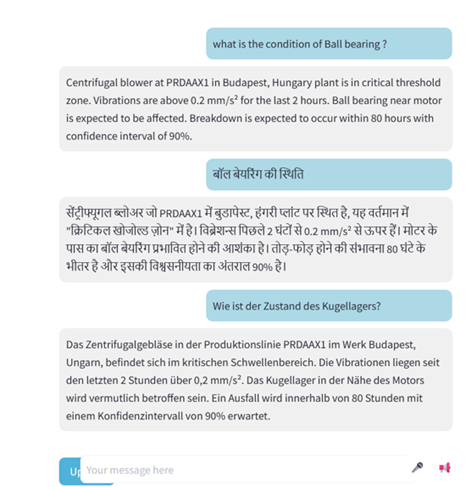 what is the condition of Ball bearing ?
Centrifugal blower at PRDAAX1 in Budapest, Hungary plant is in critical threshold
zone. Vibrations are above 0.2 mm/s² for the last 2 hours. Ball bearing near motor
is expected to be affected. Breakdown is expected to occur within 80 hours with
confidence interval of 90%.
बॉल बेयरिंग की स्थिति
सेंट्रीफ्यूगल ब्लोअर जो PRDAAX1 में बुडापेस्ट, हंगरी प्लांट पर स्थित है, यह वर्तमान में
"क्रिटिकल खोजोल्ड ज़ोन" में है। विब्रेशन्स पिछले 2 घंटों से 0.2 mm/s² से ऊपर हैं। मोटर के
पास का बॉल बेयरिंग प्रभावित होने की आशंका है। तोड़-फोड़ होने की संभावना 80 घंटे के
भीतर है और इसकी विश्वसनीयता का अंतराल 90% है।
Wie ist der Zustand des Kugellagers?
Das Zentrifugalgebläse in der Produktionslinie PRDAAX1 im Werk Budapest,
Ungarn, befindet sich im kritischen Schwellenbereich. Die Vibrationen liegen seit
den letzten 2 Stunden über 0,2 mm/s². Das Kugellager in der Nähe des Motors
wird vermutlich betroffen sein. Ein Ausfall wird innerhalb von 80 Stunden mit
einem Konfidenzintervall von 90% erwartet.
Your message here